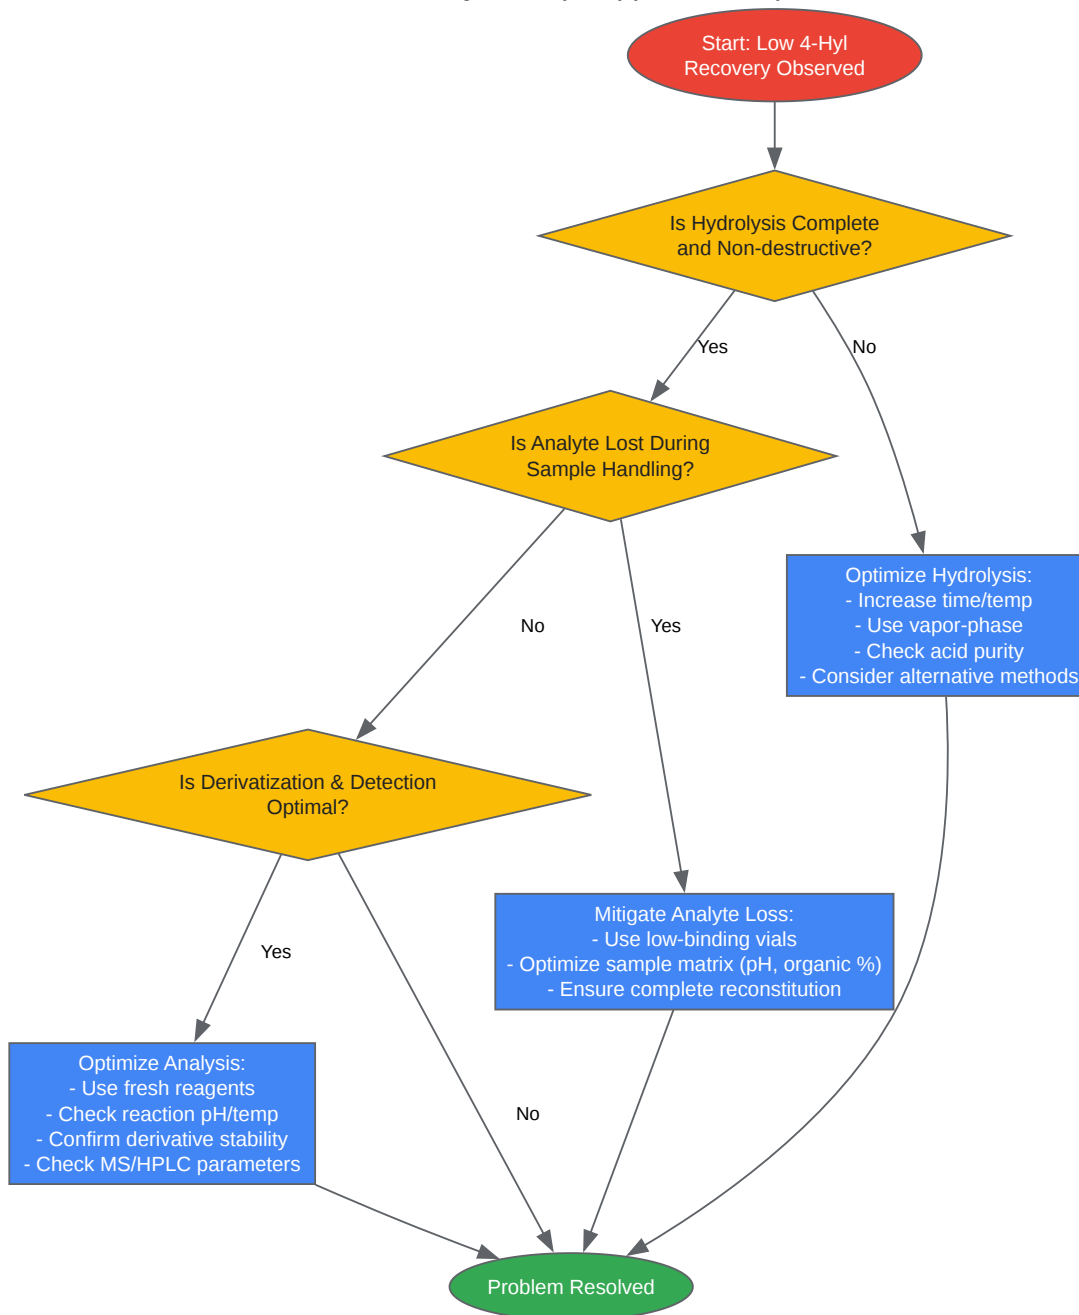 Start: Low 4-Hyl
Recovery Observed
Is Hydrolysis Complete
and Non-destructive?
Yes
No
Is Analyte Lost During
Sample Handling?
Optimize Hydrolysis:
- Increase time/temp
- Use vapor-phase
- Check acid purity
- Consider alternative methods
No
Yes
Is Derivatization & Detection
Optimal?
Mitigate Analyte Loss:
- Use low-binding vials
- Optimize sample matrix (pH, organic %)
- Ensure complete reconstitution
Yes
No
Optimize Analysis:
- Use fresh reagents
- Check reaction pH/temp
- Confirm derivative stability
- Check MS/HPLC parameters
Problem Resolved